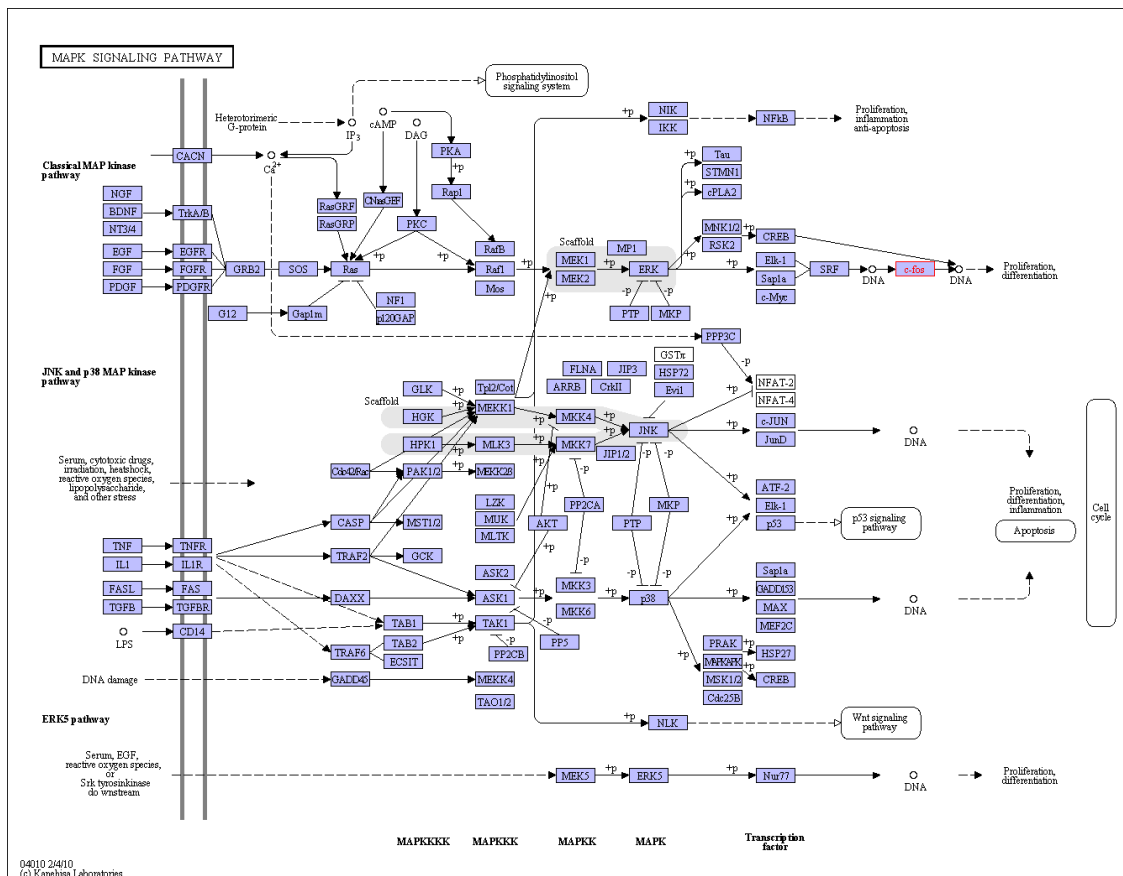 MAPK SIGNALING PATHWAY
Phosphatidylinositol
signaling system
Heterotrimeric
G-protein
IP3
cAMP
DAG
Ca2+
+p
NIK
IKK
NFkB
Proliferation,
inflammation
anti-apoptosis
Classical MAP kinase
pathway
CACN
PKA
+p
Rap1
NGF
BDNF
NT3/4
TrkA/B
RasGRF
RasGRP
CNrasGEF
PKC
RafB
+p
Tau
STMN1
cPLA2
+p
MNK1/2
RSK2
+p
CREB
EGF
EGFR
FGF
FGFR
PDGF
PDGFR
GRB2
SOS
Ras
+p
+p
Raf1
Mos
+p
Scaffold
MEK1
MEK2
+p
MP1
ERK
+p
Elk-1
Sap1a
c-Myc
SRF
DNA
c-fos
DNA
Proliferation,
differentiation
G12
Gap1m
NF1
p120GAP
+p
-p
-p
PTP
MKP
PPP3C
-p
JNK and p38 MAP kinase
pathway
GLK
HGK
Scaffold
+p
+p
Tpl2/Cot
MEKK1
+p
FLNA
JIP3
ARRB
CrkII
GSTπ
HSP72
Evi1
+p
NFAT-2
NFAT-4
HPK1
+p
MLK3
+p
MKK4
+p
MKK7
+p
JIP1/2
JNK
+p
c-JUN
JunD
DNA
Serum, cytotoxic drugs,
irradiation, heatshock,
reactive oxygen species,
lipopolysaccharide,
and other stress
Cdc42/Rac
PAK1/2
+p
MEKK2/3
+p
LZK
MUK
MLTK
-p
PP2CA
-p
-p
-p
+p
ATF-2
Elk-1
p53
+p
p53 signaling
pathway
Proliferation,
differentiation,
inflammation
Apoptosis
Cell
cycle
CASP
MST1/2
AKT
PTP
MKP
TNF
TNFR
IL1
IL1R
TRAF2
GCK
ASK2
-p
-p
MKK3
-p
-p
FASL
FAS
TGFB
TGFBR
DAXX
ASK1
+p
MKK6
+p
p38
+p
Sap1a
GADD153
MAX
MEF2C
DNA
LPS
CD14
TAB1
+p
TAK1
-p
-p
PP5
TRAF6
TAB2
+p
ECSIT
PP2CB
PRAK
MAPKAPK
MSK1/2
Cdc25B
+p
+p
+p
HSP27
CREB
DNA damage
GADD45
MEKK4
TAO1/2
ERK5 pathway
+p
NLK
Wnt signaling
pathway
Serum, EGF,
reactive oxygen species,
or
Srk tyrosinkase
do wnstream
MEK5
+p
ERK5
+p
Nur77
DNA
Proliferation,
differentiation
MAPKKKK
MAPKKK
MAPKK
MAPK
Transcription
factor
04010 2/4/10
(c) Kanehisa Laboratories